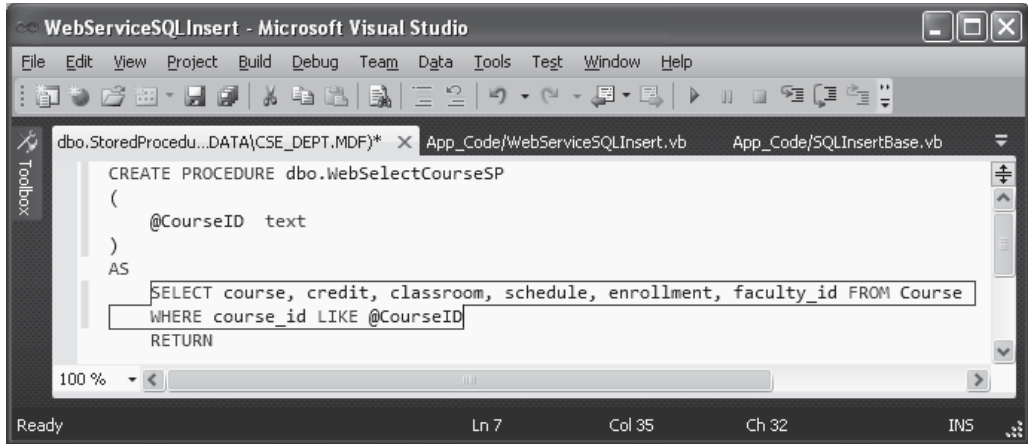 WebServiceSQLInsert - Microsoft Visual Studio
File Edit View Project Build Debug Team Data Tools Test Window Help
dbo.StoredProcedu...DATA\CSE_DEPT.MDF)* App_Code/WebServiceSQLInsert.vb App_Code/SQLInsertBase.vb
Toolbox
CREATE PROCEDURE dbo.WebSelectCourseSP
(
@CourseID text
)
AS
SELECT course, credit, classroom, schedule, enrollment, faculty_id FROM Course
WHERE course_id LIKE @CourseID
RETURN
100 %
Ready Ln 7 Col 35 Ch 32 INS